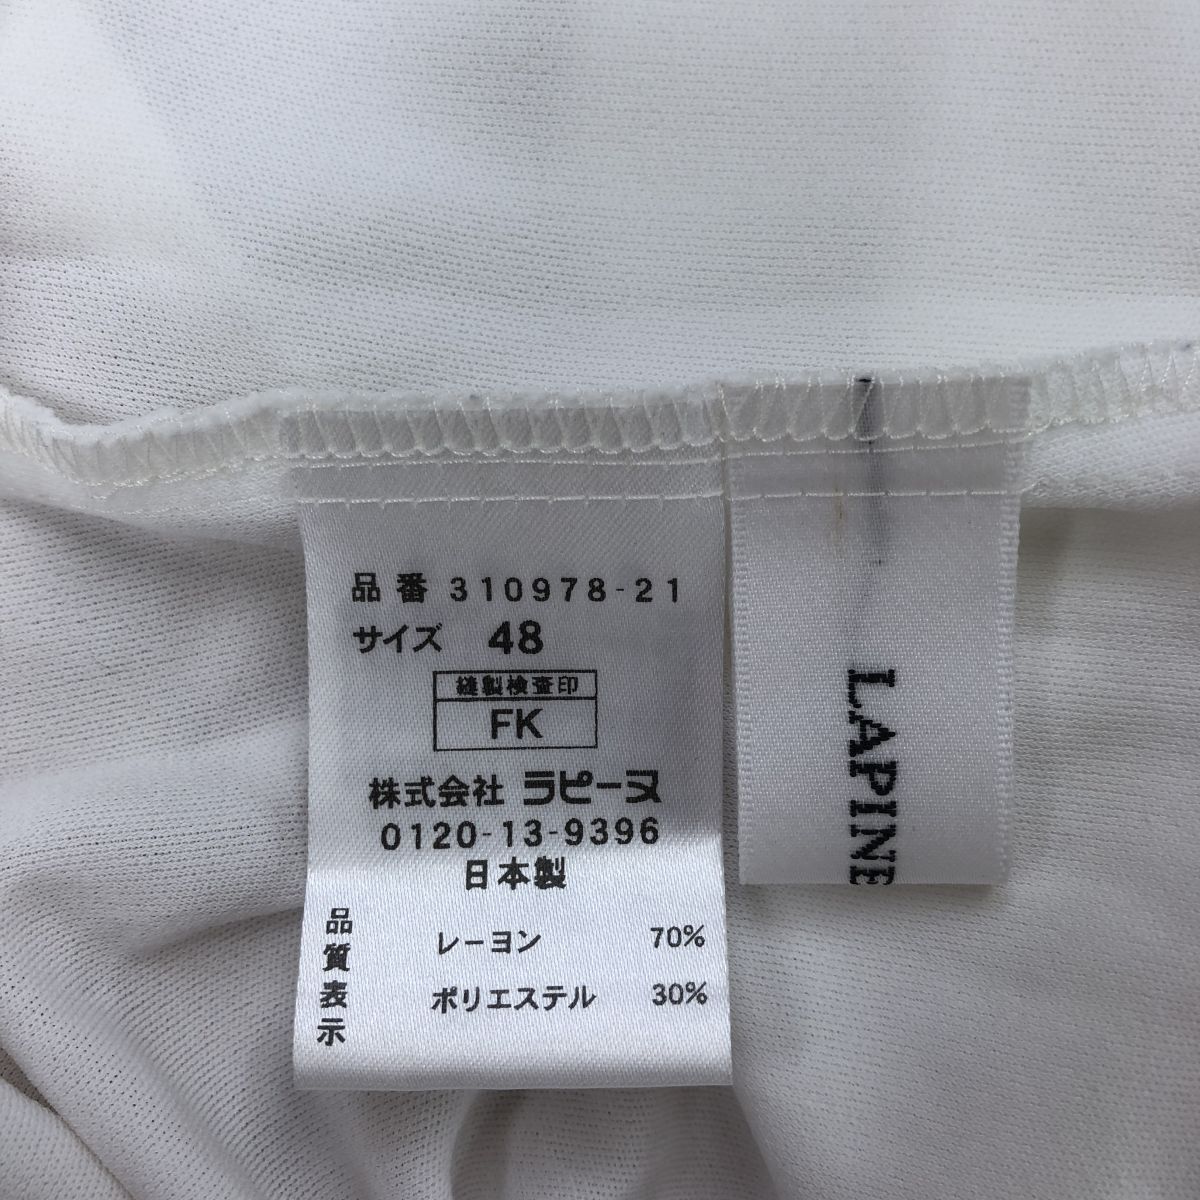 品番 310978-21
サイズ 48
縫製検査印
FK
株式会社 ラピーヌ
0120-13-9396
日本製
品質表示
レーヨン 70%
ポリエステル 30%
LAPINE